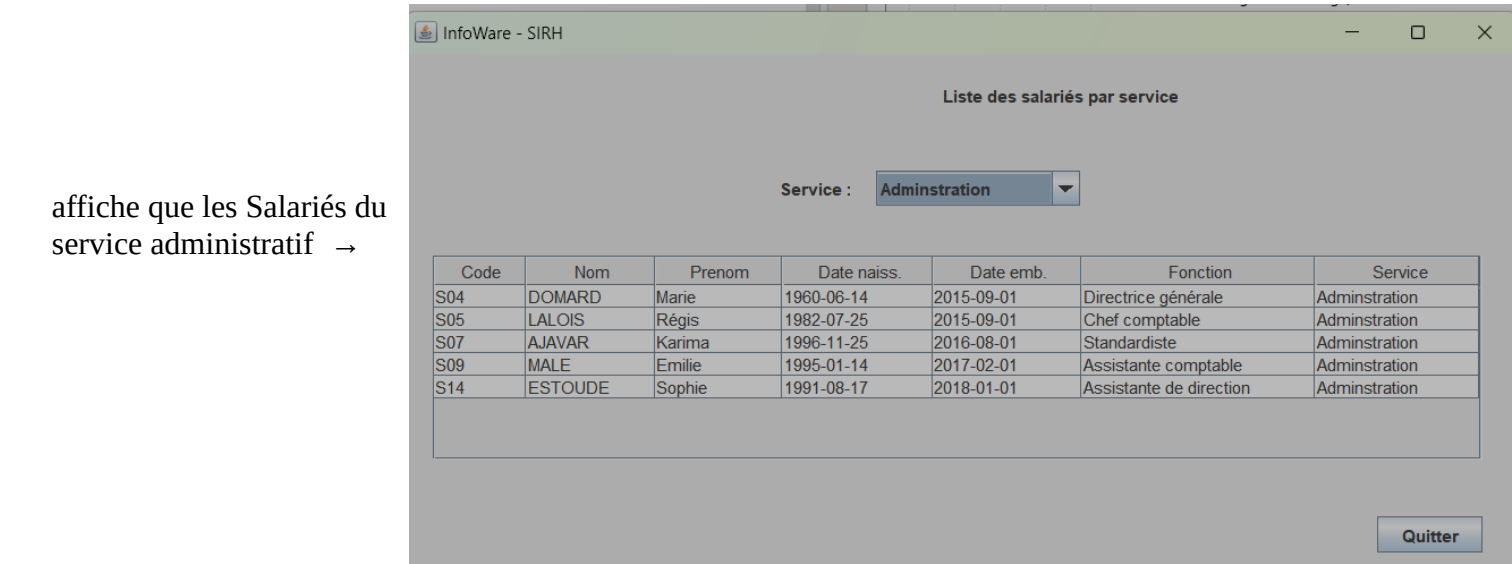 InfoWare - SIRH
Liste des salariés par service
Service : Adminstration
affiche que les Salariés du
service administratif →
Code Nom Prenom Date naiss. Date emb. Fonction Service
S04 DOMARD Marie 1960-06-14 2015-09-01 Directrice générale Adminstration
S05 LALOIS Régis 1982-07-25 2015-09-01 Chef comptable Adminstration
S07 AJAVAR Karima 1996-11-25 2016-08-01 Standardiste Adminstration
S09 MALE Emilie 1995-01-14 2017-02-01 Assistante comptable Adminstration
S14 ESTOUDE Sophie 1991-08-17 2018-01-01 Assistante de direction Adminstration
Quitter